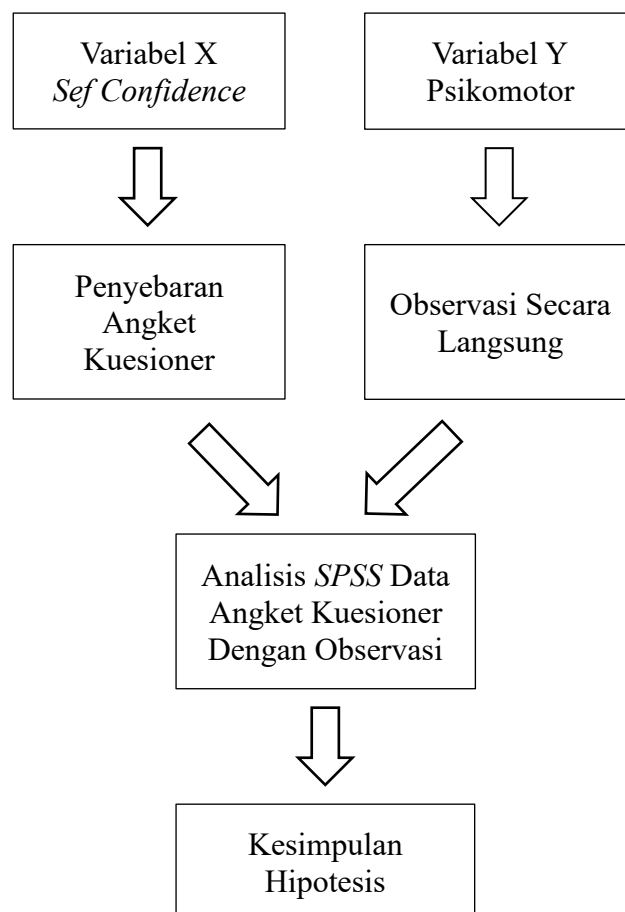 Variabel X
Sef Confidence
Variabel Y
Psikomotor
Penyebaran
Angket
Kuesioner
Observasi Secara
Langsung
Analisis SPSS Data
Angket Kuesioner
Dengan Observasi
Kesimpulan
Hipotesis